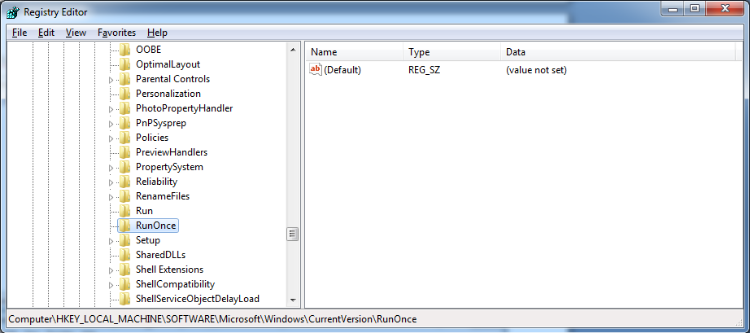 Registry Editor
File Edit View Favorites Help
OOBE
OptimalLayout
Parental Controls
Personalization
PhotoPropertyHandler
PnPSysprep
Policies
PreviewHandlers
PropertySystem
Reliability
RenameFiles
Run
RunOnce
Setup
SharedDLLs
Shell Extensions
ShellCompatibility
ShellServiceObjectDelayLoad
Name Type Data
ab (Default) REG_SZ (value not set)
Computer\HKEY_LOCAL_MACHINE\SOFTWARE\Microsoft\Windows\CurrentVersion\RunOnce